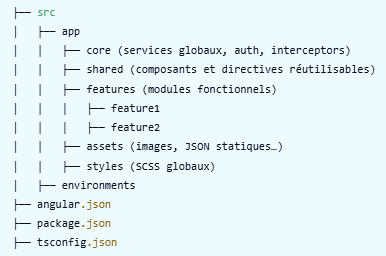 ├── src
│   ├── app
│   │   ├── core (services globaux, auth, interceptors)
│   │   ├── shared (composants et directives réutilisables)
│   │   ├── features (modules fonctionnels)
│   │   │   ├── feature1
│   │   │   ├── feature2
│   │   ├── assets (images, JSON statiques…)
│   │   ├── styles (SCSS globaux)
│   ├── environments
├── angular.json
├── package.json
├── tsconfig.json